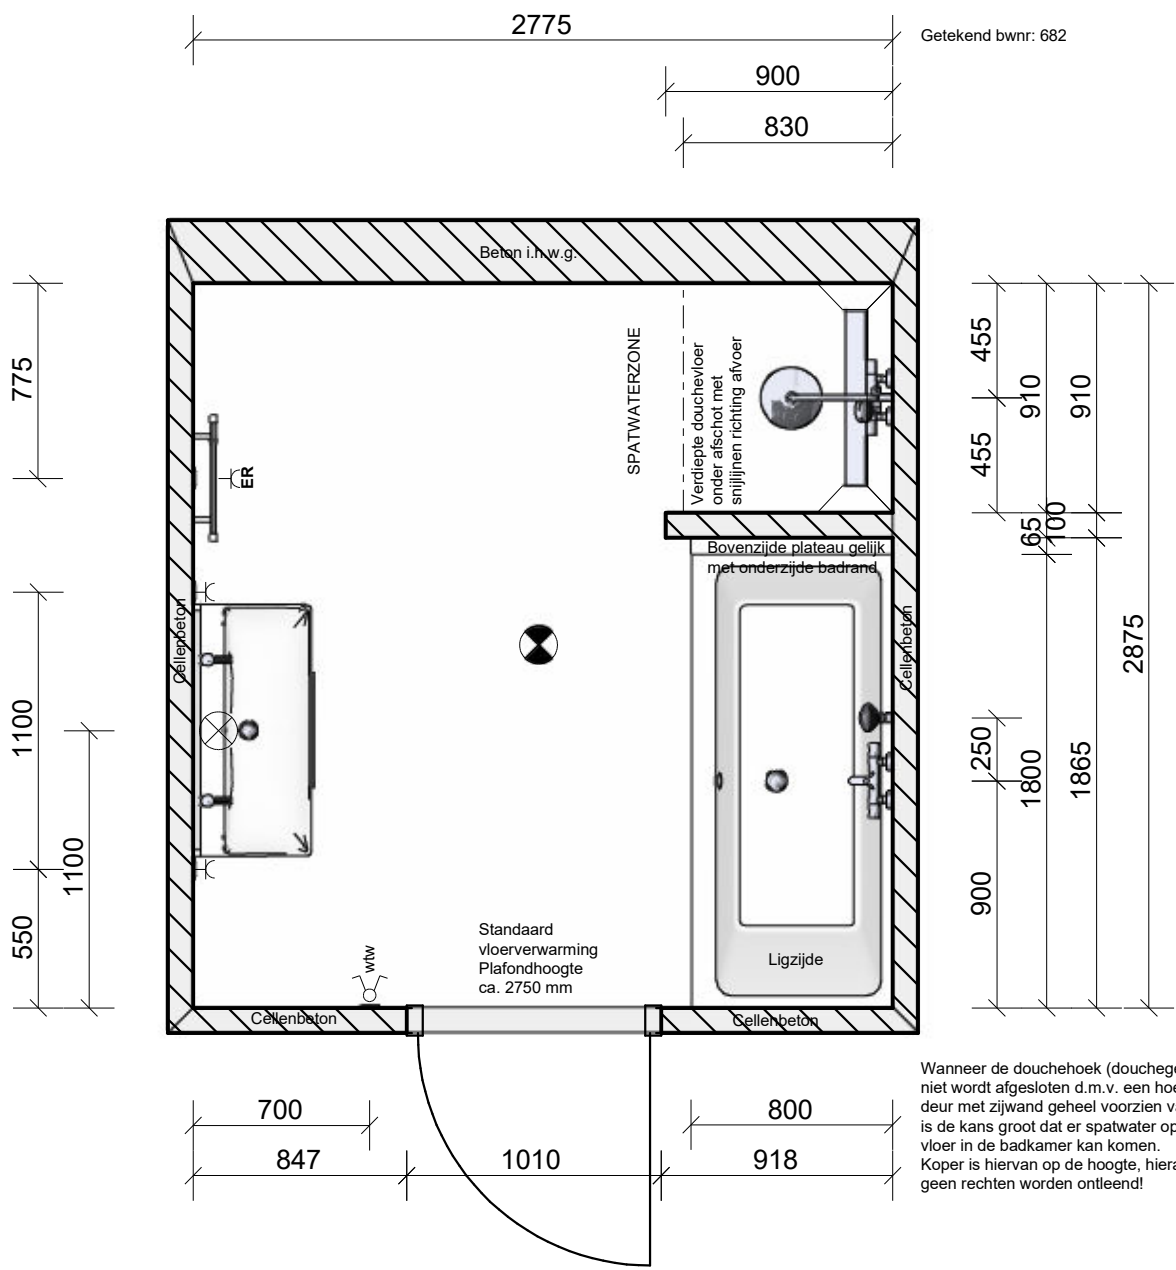 2775
Getekend bwnr: 682
900
830
Beton i.h.w.g.
775
ER
SPATWATERZONE
Verdiepte douchevloer
onder afschot met
snijlijnen richting afvoer
455
455
910
910
65
100
Bovenzijde plateau gelijk
met onderzijde badrand
Cellenbeton
Cellenbeton
2875
1100
1100
550
250
1800
1865
900
Standaard
vloerverwarming
Plafondhoogte
ca. 2750 mm
wtw
Ligzijde
Cellenbeton
Cellenbeton
Wanneer de douchehoek (douchege
niet wordt afgesloten d.m.v. een hoe
deur met zijwand geheel voorzien va
is de kans groot dat er spatwater op
vloer in de badkamer kan komen.
Koper is hiervan op de hoogte, hiera
geen rechten worden ontleend!
700
800
847
1010
918